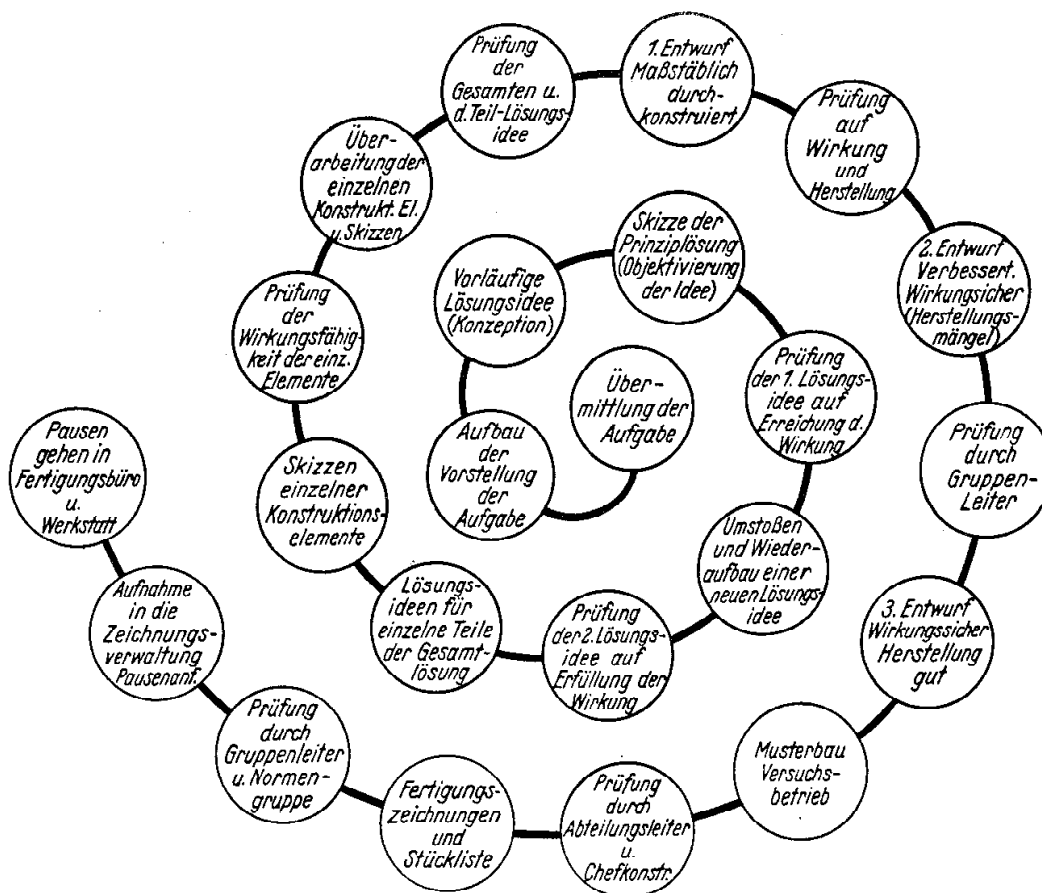 Über-
mittlung der
Aufgabe
Aufbau
der
Vorstellung
der
Aufgabe
Vorläufige
Lösungsidee
(Konzeption)
Skizze der
Prinziplösung
(Objektivierung
der Idee)
Prüfung
der 1. Lösungs-
idee auf
Erreichung d.
Wirkung
Umstoßen
und Wieder-
aufbau einer
neuen Lösungs-
idee
Prüfung
der 2. Lösungs-
idee auf
Erfüllung der
Wirkung
Lösungs-
ideen für
einzelne Teile
der Gesamt-
lösung
Skizzen
einzelner
Konstruktions-
elemente
Prüfung
der
Wirkungsfähig-
keit der einz.
Elemente
Über-
arbeitung der
einzelnen
Konstrukt. El.
u. Skizzen
Prüfung
der
Gesamten u.
d. Teil-Lösungs-
idee
1. Entwurf
Maßstäblich
durch-
konstruiert
Prüfung
auf
Wirkung
und
Herstellung
2. Entwurf
Verbessert.
Wirkungsicher
(Herstellungs-
mängel)
Prüfung
durch
Gruppen-
Leiter
3. Entwurf
Wirkungssicher
Herstellung
gut
Musterbau
Versuchs-
betrieb
Prüfung
durch
Abteilungsleiter
u.
Chefkonstr.
Fertigungs-
zeichnungen
und
Stückliste
Prüfung
durch
Gruppenleiter
u. Normen-
gruppe
Aufnahme
in die
Zeichnungs-
verwaltung
Pausenanf.
Pausen
gehen in
Fertigungsbüro
u.
Werkstatt